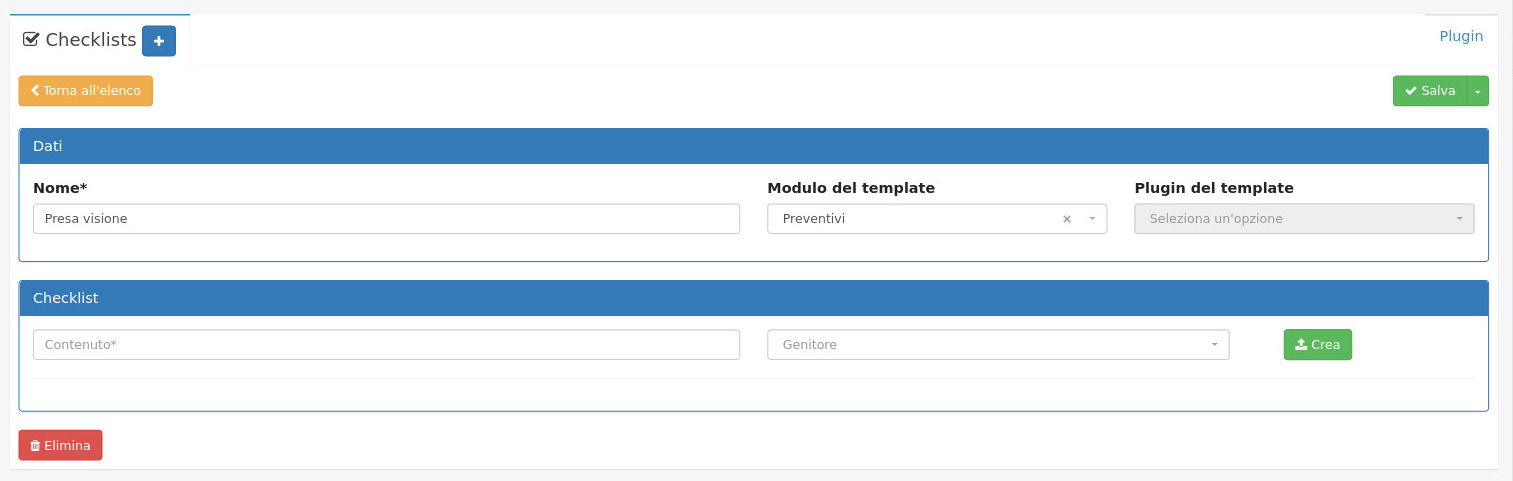 Checklists
Plugin
Torna all'elenco
Salva
Dati
Nome* Modulo del template Plugin del template
Presa visione Preventivi × Seleziona un'opzione
Checklist
Contenuto* Genitore Crea
Elimina